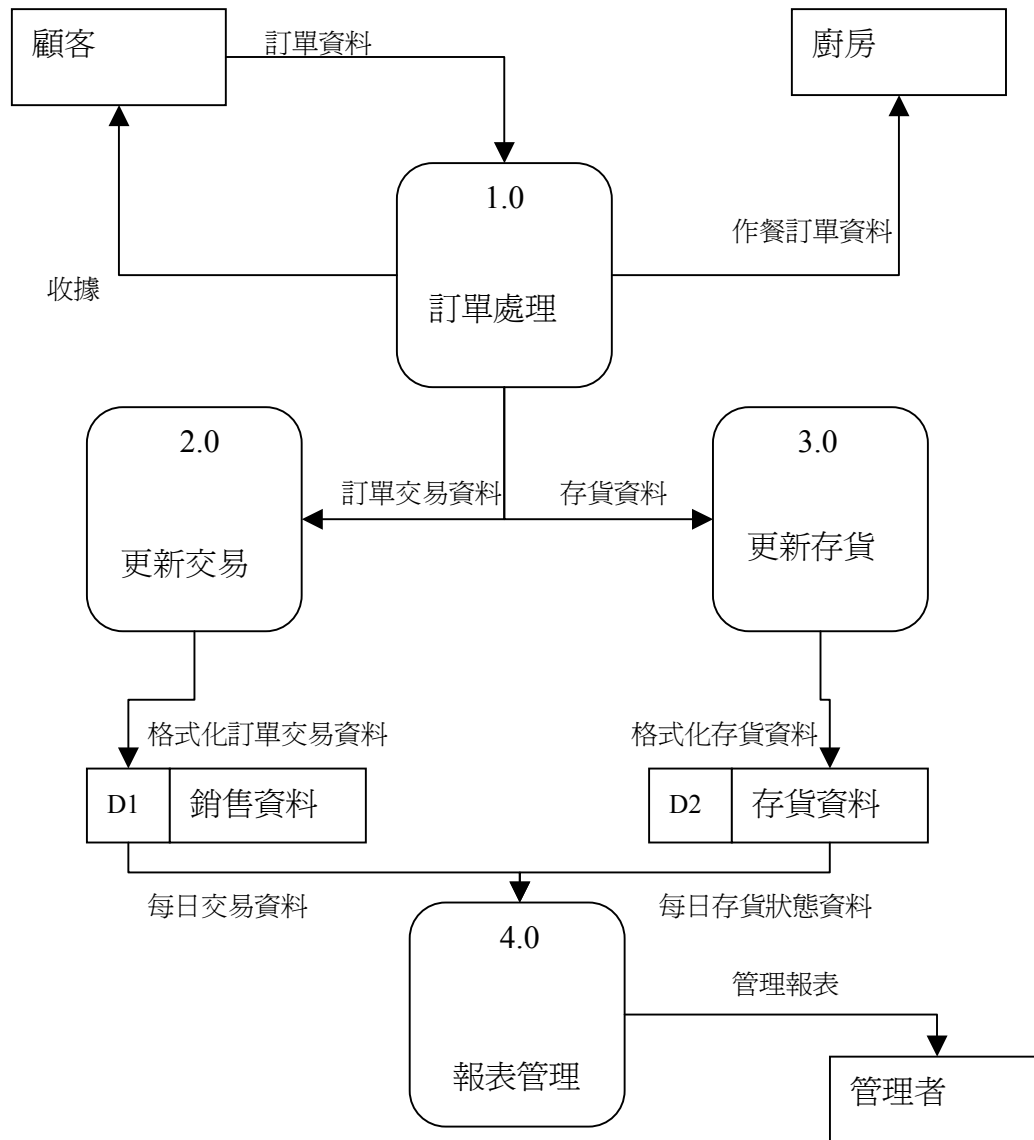 顧客
訂單資料
廚房
1.0
作餐訂單資料
收據
訂單處理
2.0
3.0
訂單交易資料
存貨資料
更新交易
更新存貨
格式化訂單交易資料
格式化存貨資料
D1 銷售資料
D2 存貨資料
每日交易資料
每日存貨狀態資料
4.0
管理報表
報表管理
管理者